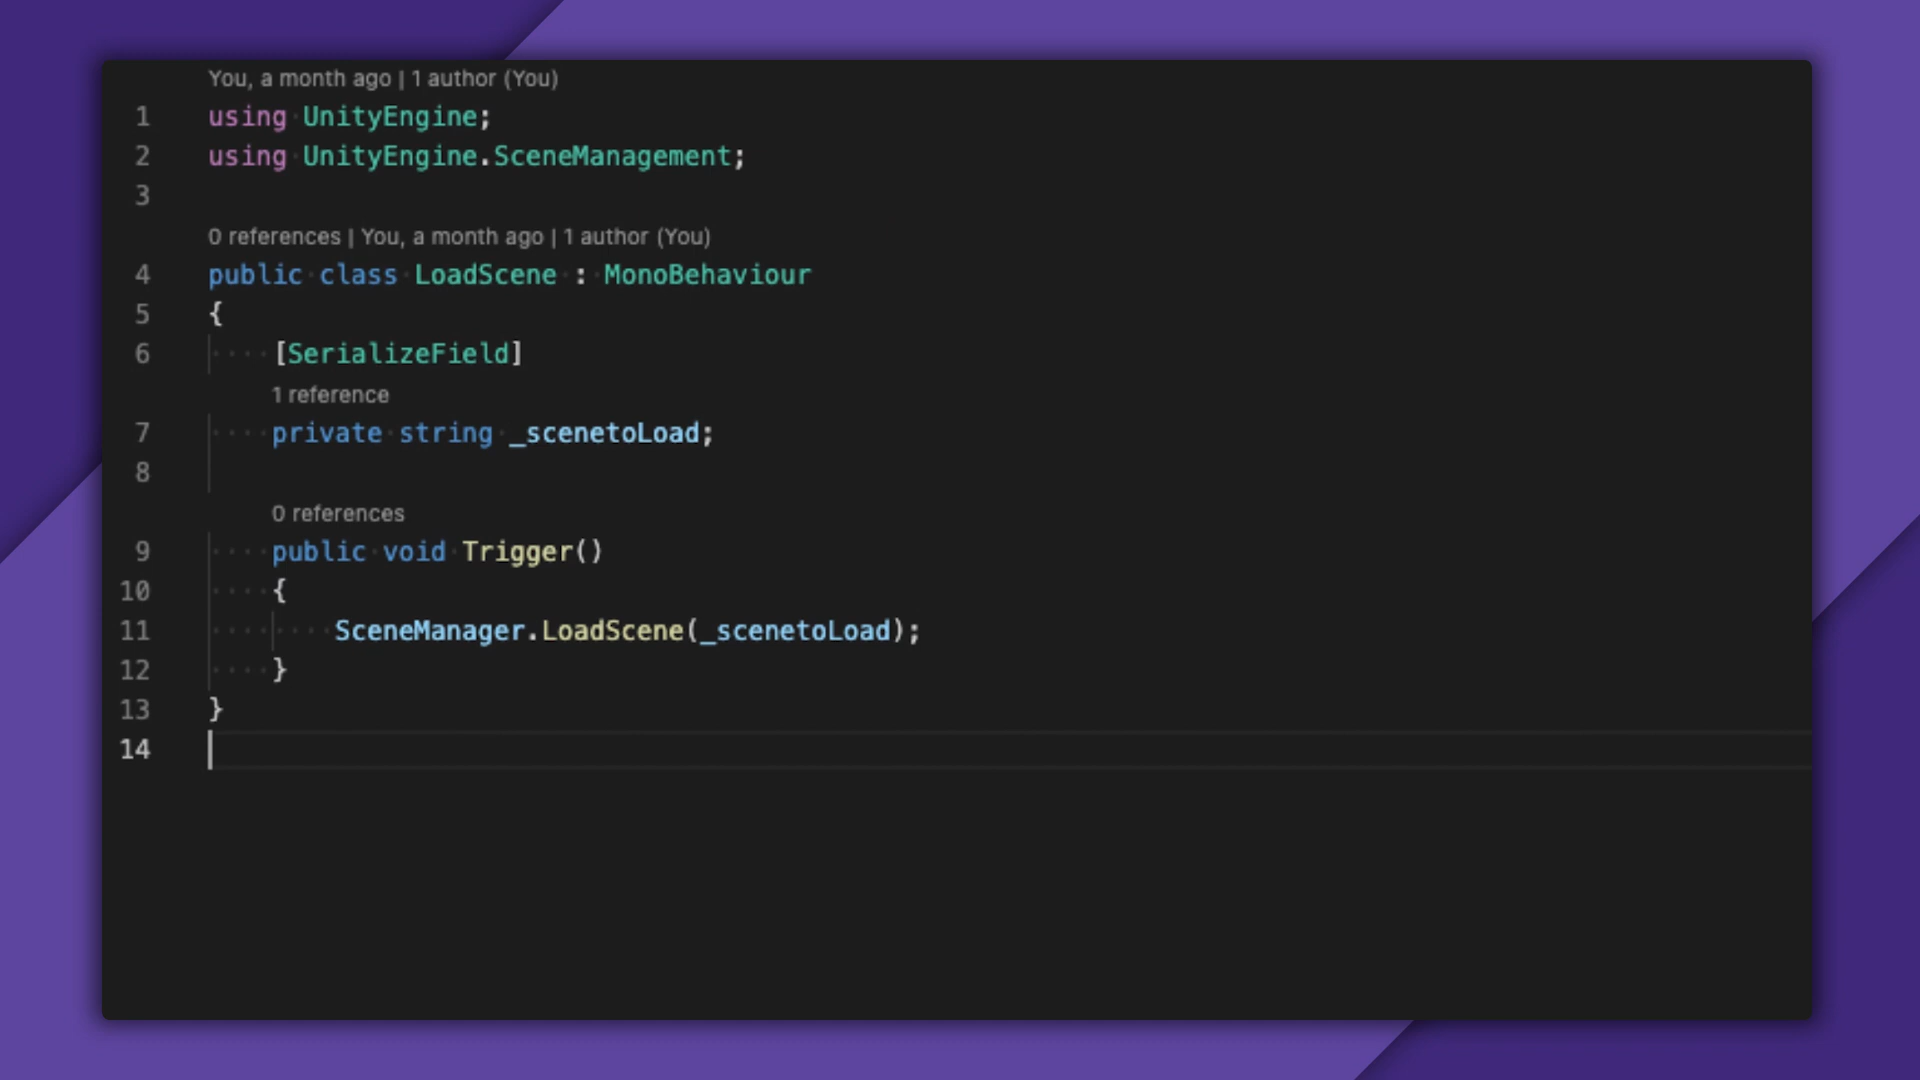 You, a month ago | 1 author (You)
1 using UnityEngine;
2 using UnityEngine.SceneManagement;
3
0 references | You, a month ago | 1 author (You)
4 public class LoadScene : MonoBehaviour
5 {
6 [SerializeField]
1 reference
7 private string _scenetoLoad;
8
0 references
9 public void Trigger()
10 {
11 SceneManager.LoadScene(_scenetoLoad);
12 }
13 }
14